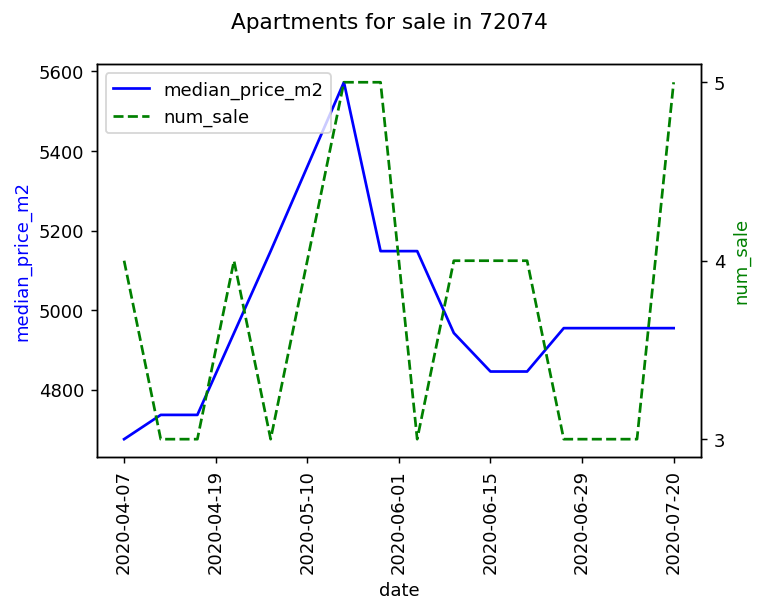 Apartments for sale in 72074
median_price_m2
num_sale
5600
5400
5200
5000
4800
median_price_m2
5
4
3
num_sale
2020-04-07
2020-04-19
2020-05-10
2020-06-01
2020-06-15
2020-06-29
2020-07-20
date